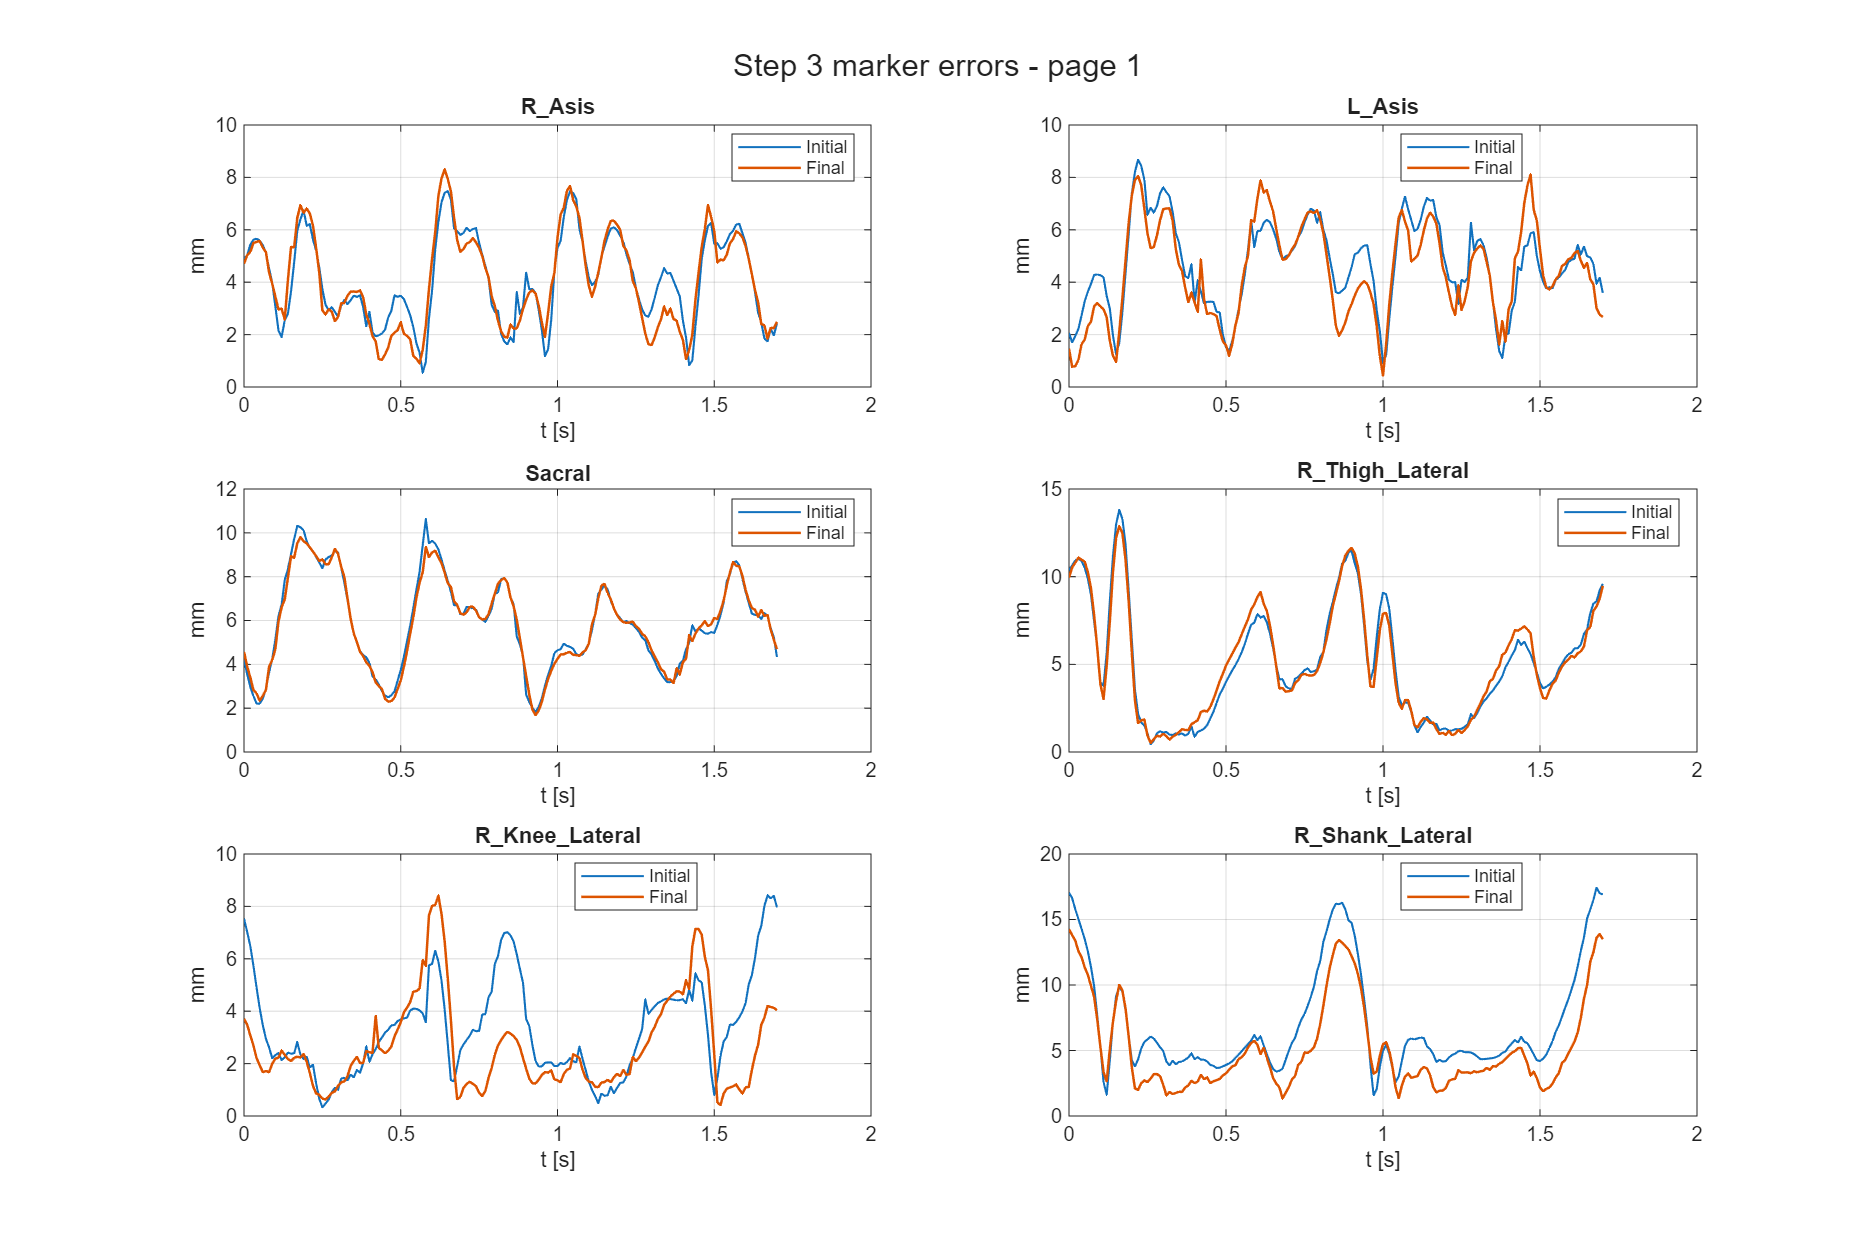 Step 3 marker errors - page 1
R_Asis
10
8
6
4
2
0
mm
0 0.5 1 1.5 2
t [s]
Initial
Final
L_Asis
10
8
6
4
2
0
mm
0 0.5 1 1.5 2
t [s]
Initial
Final
Sacral
12
10
8
6
4
2
0
mm
0 0.5 1 1.5 2
t [s]
Initial
Final
R_Thigh_Lateral
15
10
5
0
mm
0 0.5 1 1.5 2
t [s]
Initial
Final
R_Knee_Lateral
10
8
6
4
2
0
mm
0 0.5 1 1.5 2
t [s]
Initial
Final
R_Shank_Lateral
20
15
10
5
0
mm
0 0.5 1 1.5 2
t [s]
Initial
Final